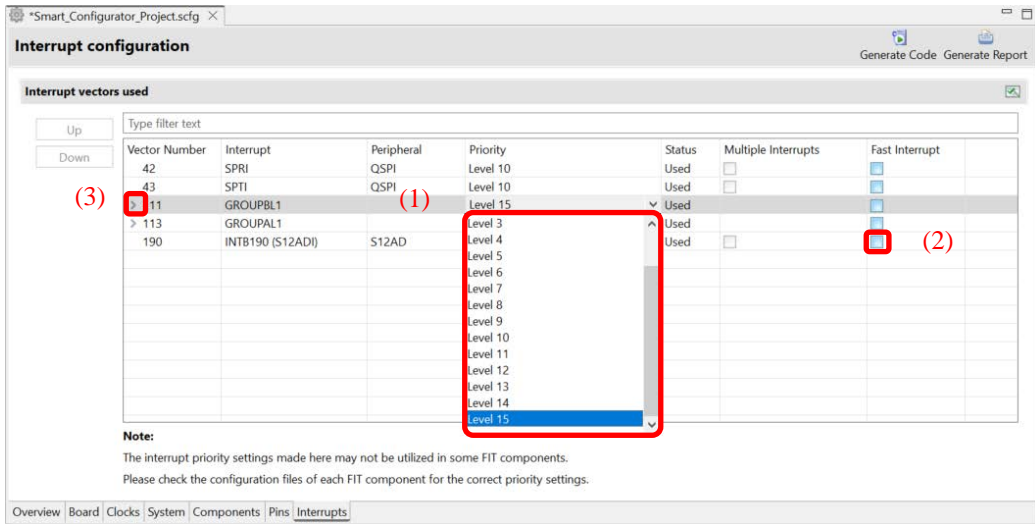 *Smart_Configurator_Project.scfg
Interrupt configuration
Generate Code Generate Report
Interrupt vectors used
Up
Down
Type filter text
Vector Number Interrupt Peripheral Priority Status Multiple Interrupts Fast Interrupt
42 SPRI QSPI Level 10 Used
43 SPTI QSPI Level 10 Used
(3) 11 GROUPBL1 (1) Level 15 Used
113 GROUPAL1 Level 3 Used
190 INTB190 (S12ADI) S12AD Level 4 Used (2)
Level 5
Level 6
Level 7
Level 8
Level 9
Level 10
Level 11
Level 12
Level 13
Level 14
Level 15
Note:
The interrupt priority settings made here may not be utilized in some FIT components.
Please check the configuration files of each FIT component for the correct priority settings.
Overview Board Clocks System Components Pins Interrupts